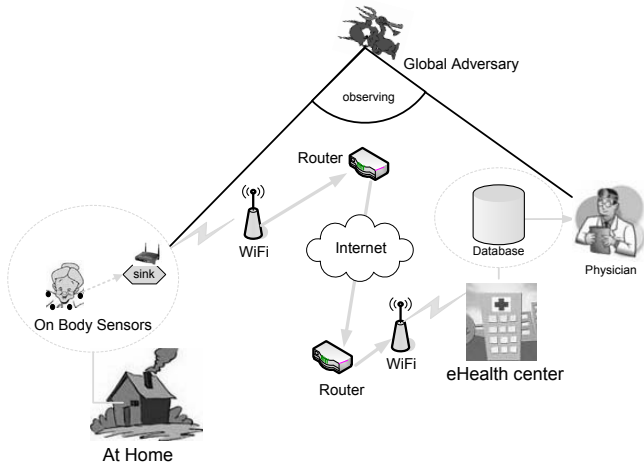 Global Adversary
observing
Router
WiFi
Internet
Database
Physician
sink
On Body Sensors
WiFi
Router
eHealth center
At Home